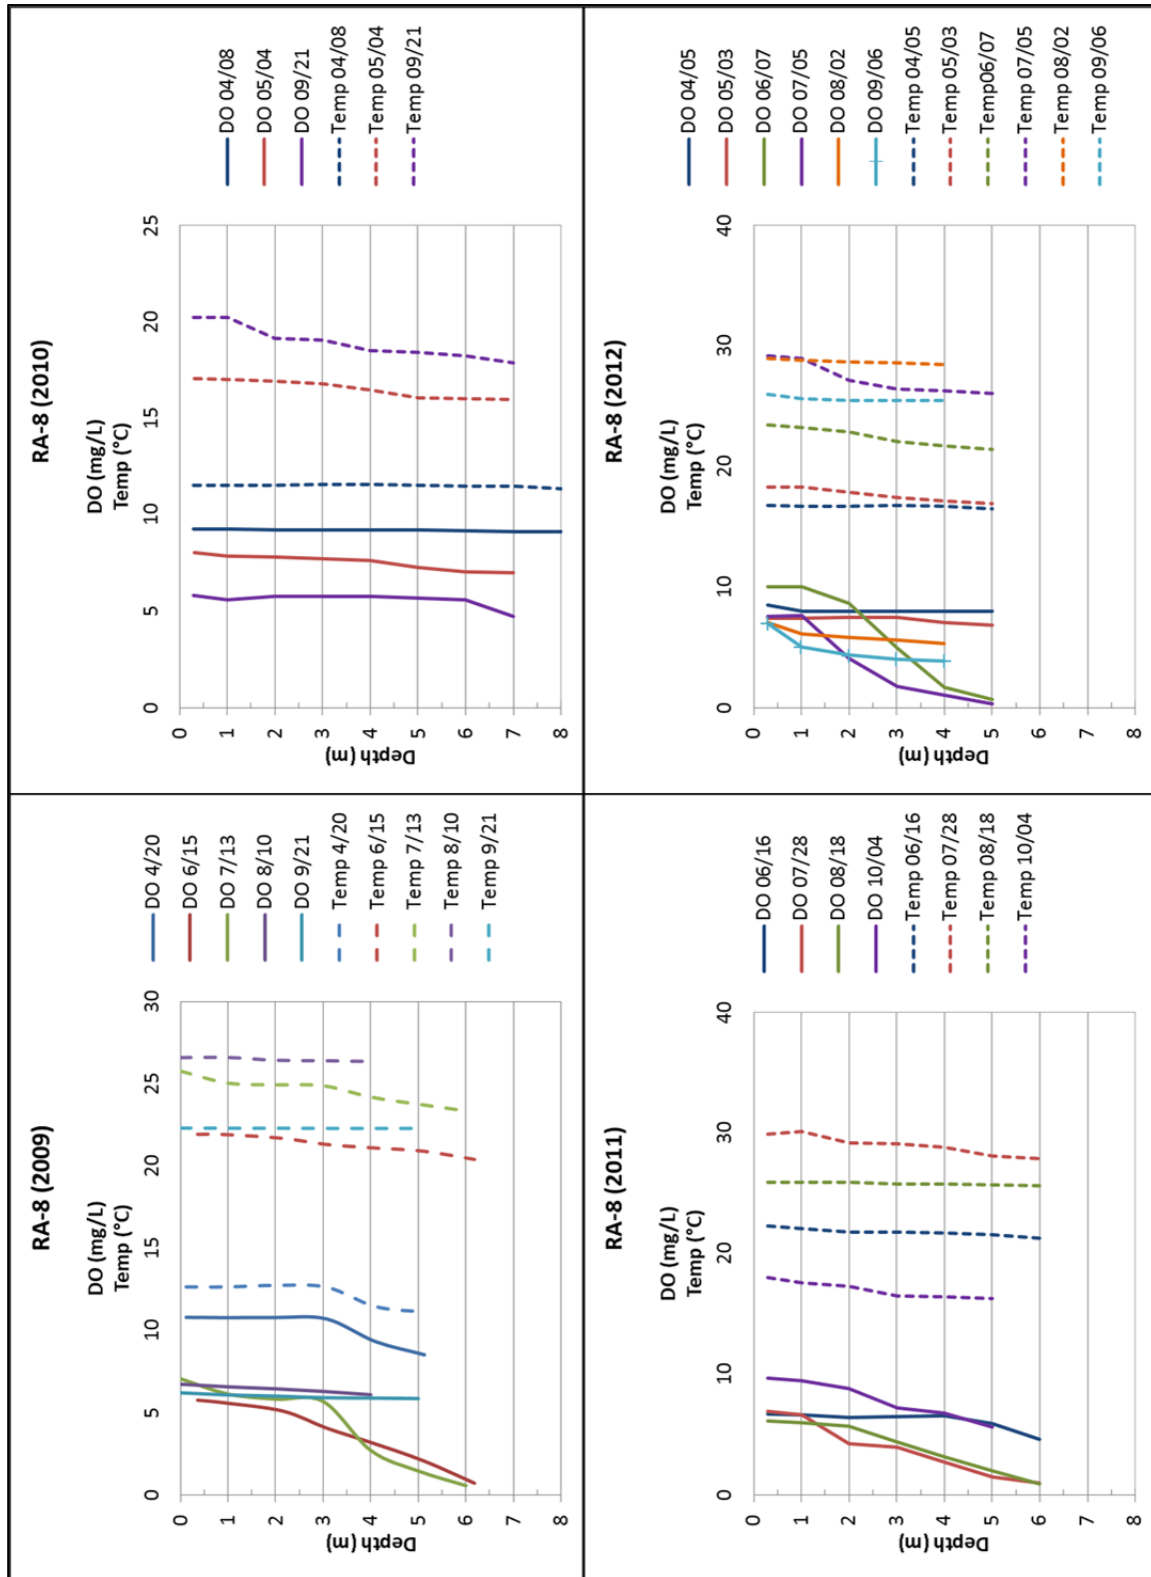 RA-8 (2009)
DO (mg/L)
Temp (°C)
0 5 10 15 20 25 30
0
1
2
3
4
5
6
7
8
Depth (m)
DO 4/20
DO 6/15
DO 7/13
DO 8/10
DO 9/21
Temp 4/20
Temp 6/15
Temp 7/13
Temp 8/10
Temp 9/21
RA-8 (2010)
DO (mg/L)
Temp (°C)
0 5 10 15 20 25
0
1
2
3
4
5
6
7
8
Depth (m)
DO 04/08
DO 05/04
DO 09/21
Temp 04/08
Temp 05/04
Temp 09/21
RA-8 (2011)
DO (mg/L)
Temp (°C)
0 10 20 30 40
0
1
2
3
4
5
6
7
8
Depth (m)
DO 06/16
DO 07/28
DO 08/18
DO 10/04
Temp 06/16
Temp 07/28
Temp 08/18
Temp 10/04
RA-8 (2012)
DO (mg/L)
Temp (°C)
0 10 20 30 40
0
1
2
3
4
5
6
7
8
Depth (m)
DO 04/05
DO 05/03
DO 06/07
DO 07/05
DO 08/02
DO 09/06
Temp 04/05
Temp 05/03
Temp06/07
Temp 07/05
Temp 08/02
Temp 09/06